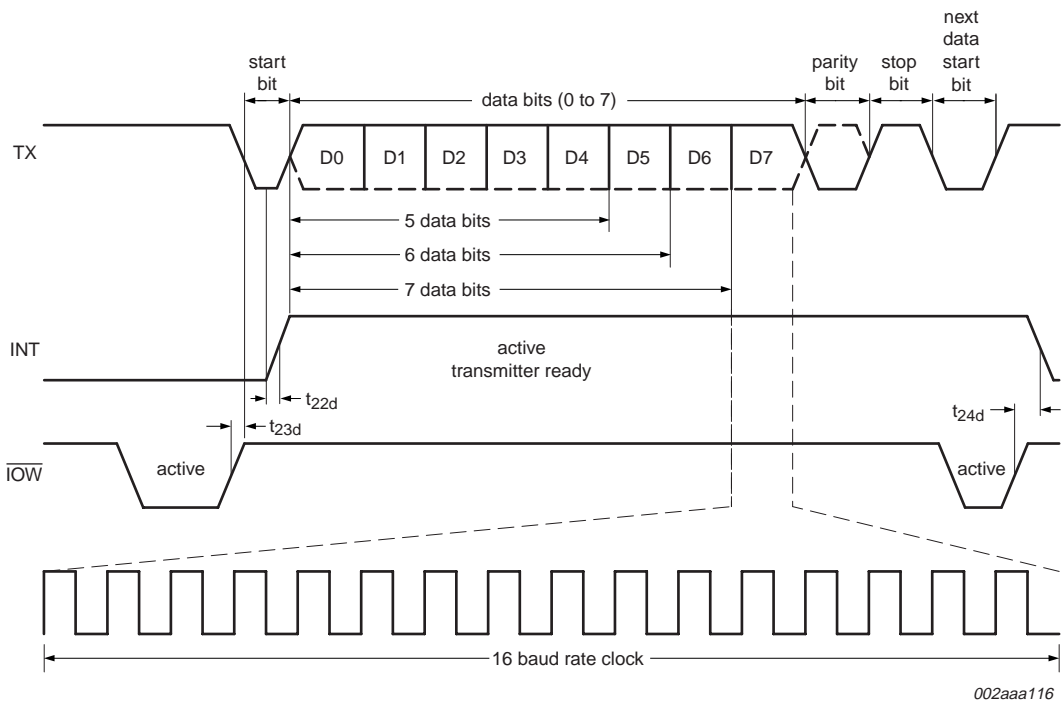 start
bit
data bits (0 to 7)
parity
bit
stop
bit
next
data
start
bit
TX
D0
D1
D2
D3
D4
D5
D6
D7
5 data bits
6 data bits
7 data bits
INT
active
transmitter ready
t22d
t23d
t24d
IOW
active
active
16 baud rate clock
002aaa116